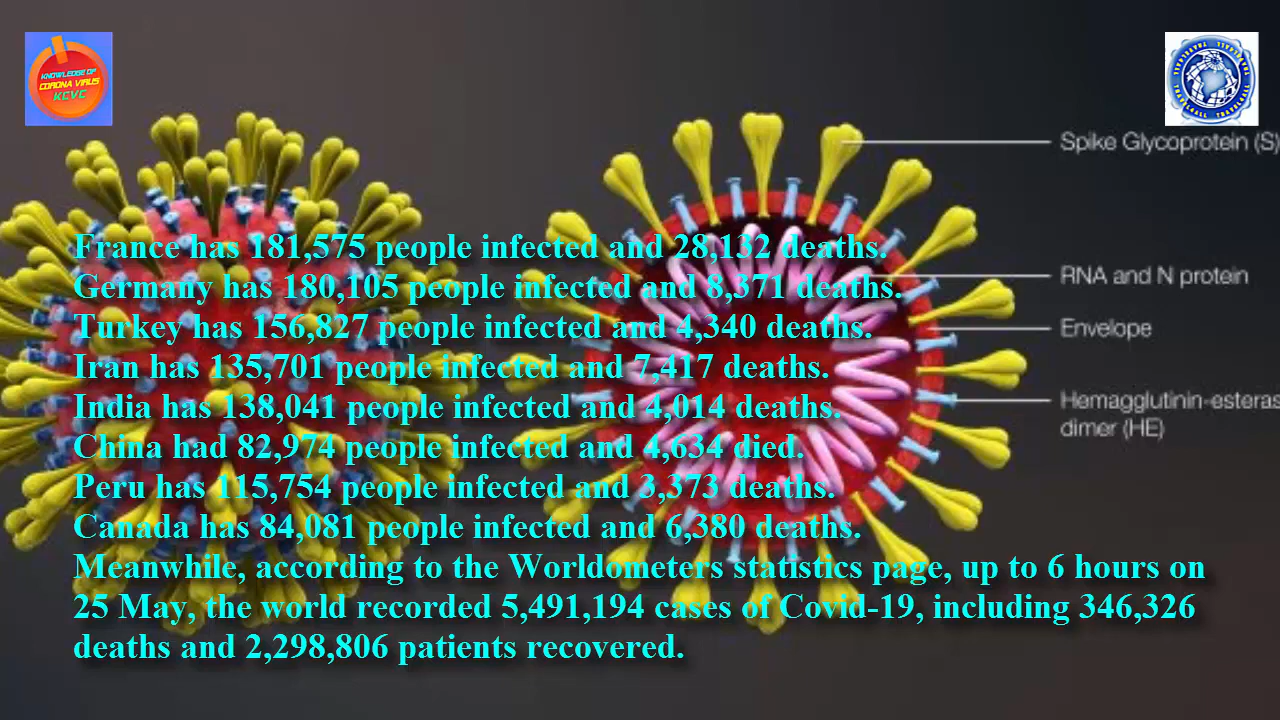 KNOWLEDGE OF
CORONA VIRUS
KCVC
Spike Glycoprotein (S)
RNA and N protein
Envelope
Hemagglutinin-esteras
dimer (HE)
France has 181,575 people infected and 28,132 deaths.
Germany has 180,105 people infected and 8,371 deaths.
Turkey has 156,827 people infected and 4,340 deaths.
Iran has 135,701 people infected and 7,417 deaths.
India has 138,041 people infected and 4,014 deaths.
China had 82,974 people infected and 4,634 died.
Peru has 115,754 people infected and 3,373 deaths.
Canada has 84,081 people infected and 6,380 deaths.
Meanwhile, according to the Worldometers statistics page, up to 6 hours on
25 May, the world recorded 5,491,194 cases of Covid-19, including 346,326
deaths and 2,298,806 patients recovered.